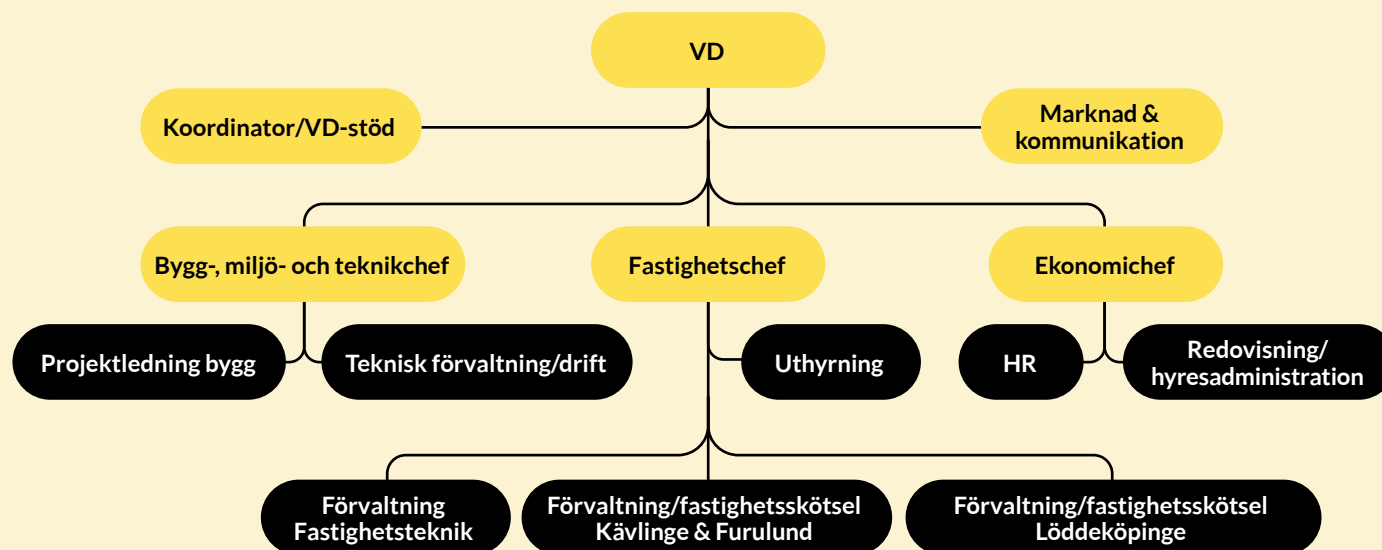 VD
Koordinator/VD-stöd
Marknad &
kommunikation
Bygg-, miljö- och teknikchef
Fastighetschef
Ekonomichef
Projektledning bygg
Teknisk förvaltning/drift
Uthyrning
HR
Redovisning/
hyresadministration
Förvaltning
Fastighetsteknik
Förvaltning/fastighetsskötsel
Kävlinge & Furulund
Förvaltning/fastighetsskötsel
Löddeköpinge